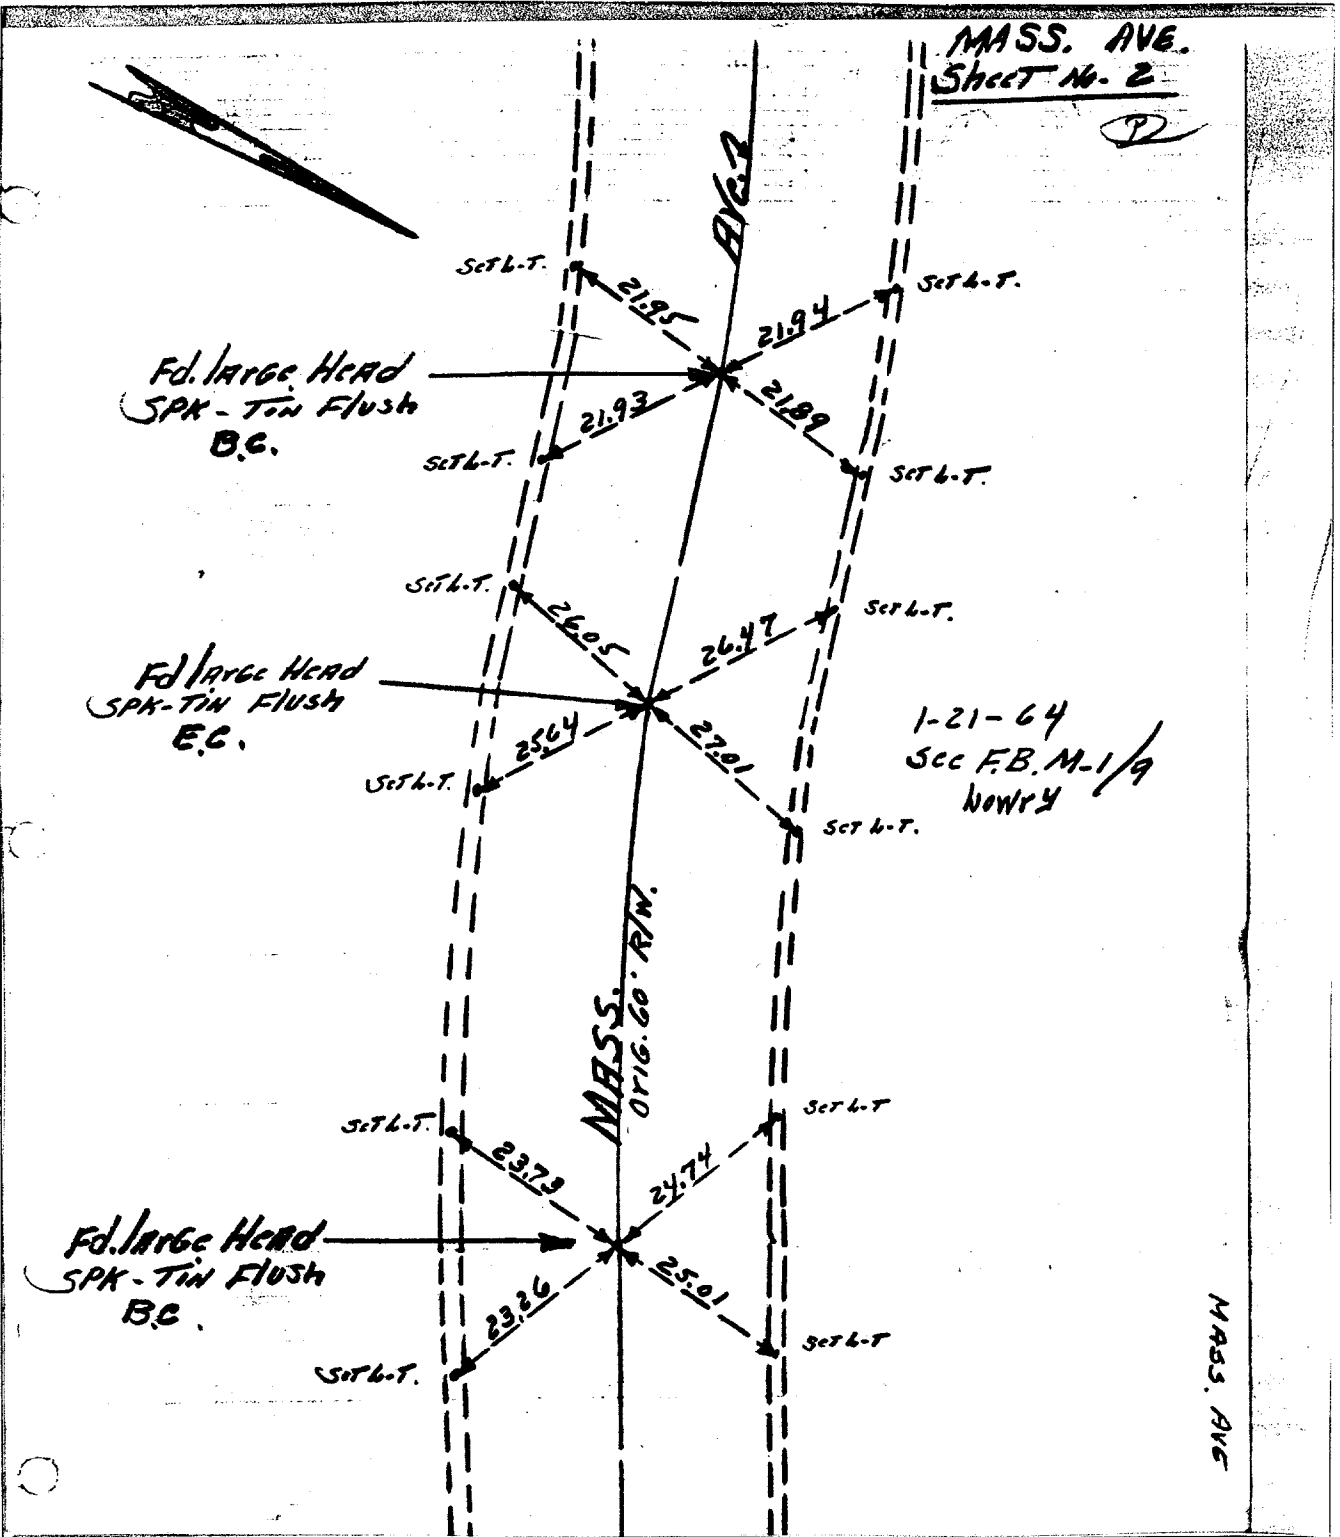 MASS. AVE.
Sheet No. 2
P2
AVE.
Set L-T.
21.95
21.94
Set L-T.
Fd. large Head
SPK - Tin Flush
B.C.
21.93
21.89
Set L-T.
Set L-T.
Set L-T.
26.05
26.47
Set L-T.
Fd large Head
SPK-Tin Flush
E.C.
25.64
27.01
Set L-T.
Set L-T.
1-21-64
See F.B. M-1/9
Lowry
MASS.
Orig. 60' R/W.
Set L-T.
23.73
24.74
Set L-T
Fd. large Head
SPK - Tin Flush
B.C.
23.26
25.01
Set L-T.
Set L-T
MASS. AVE